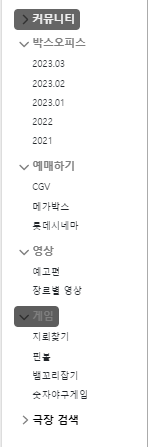 커뮤니티
박스오피스
2023.03
2023.02
2023.01
2022
2021
예매하기
CGV
메가박스
롯데시네마
영상
예고편
장르별 영상
게임
지뢰찾기
핀볼
뱀꼬리잡기
숫자야구게임
극장 검색